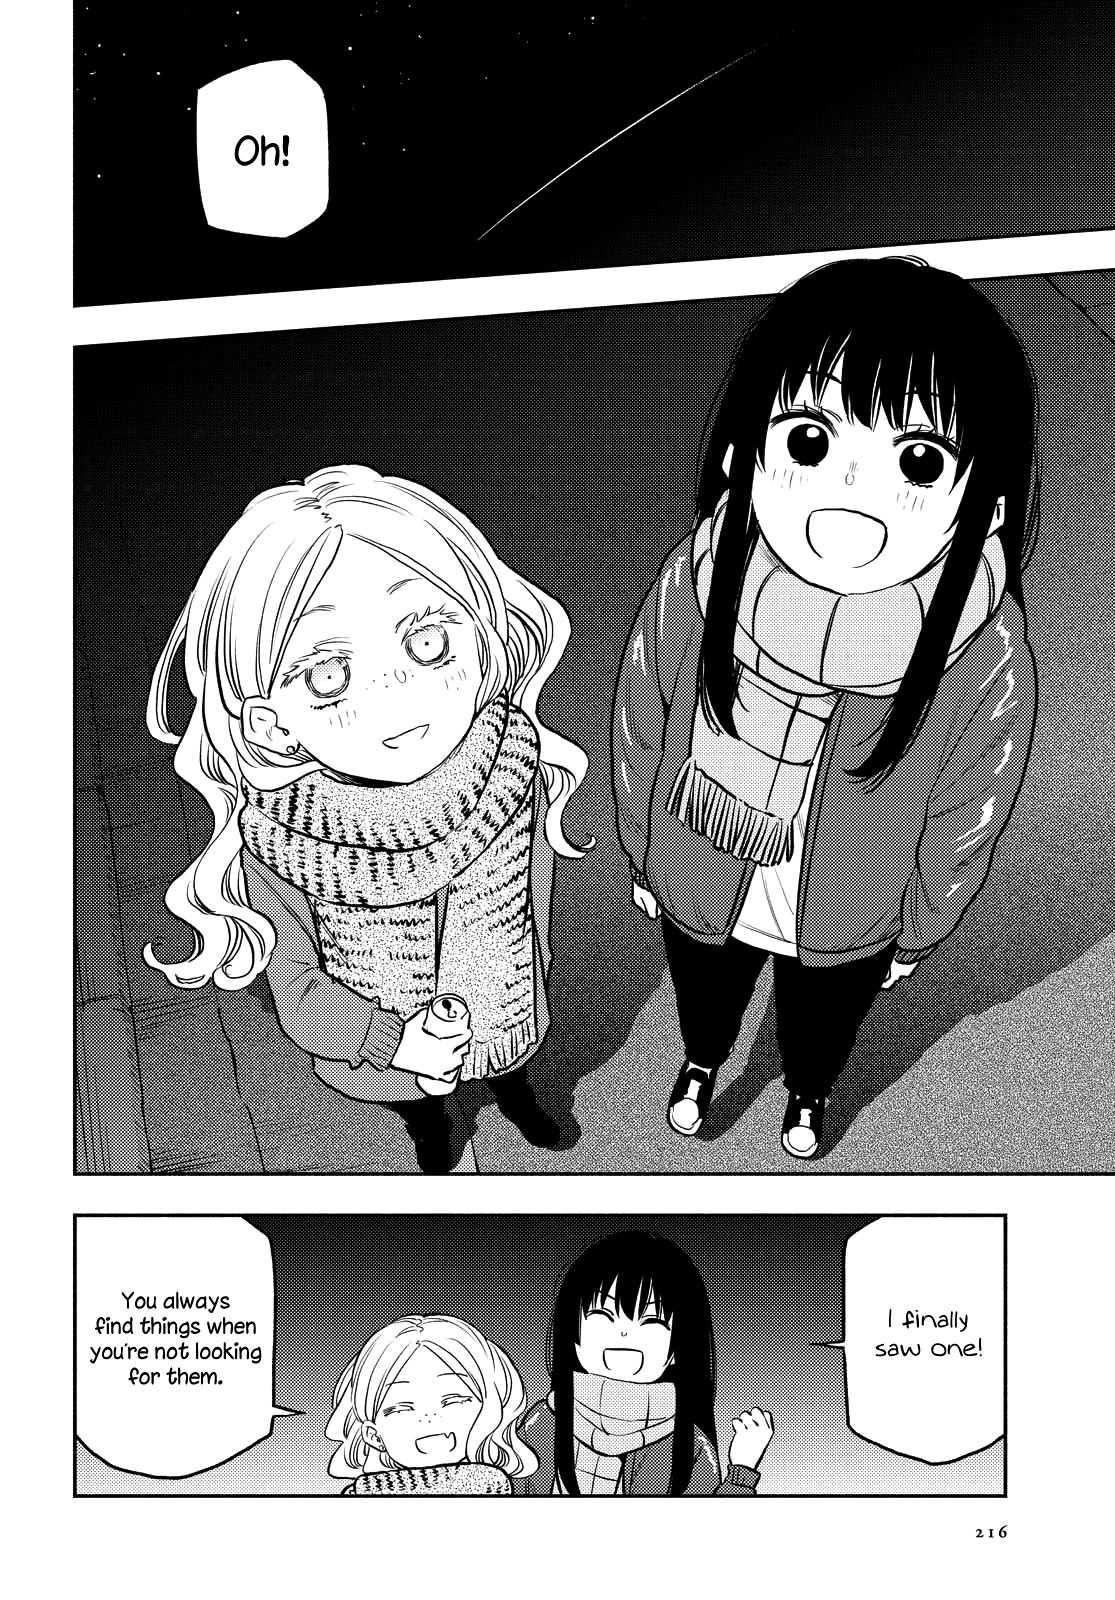 Oh!
I finally
saw one!
You always
find things when
you're not looking
for them.
216